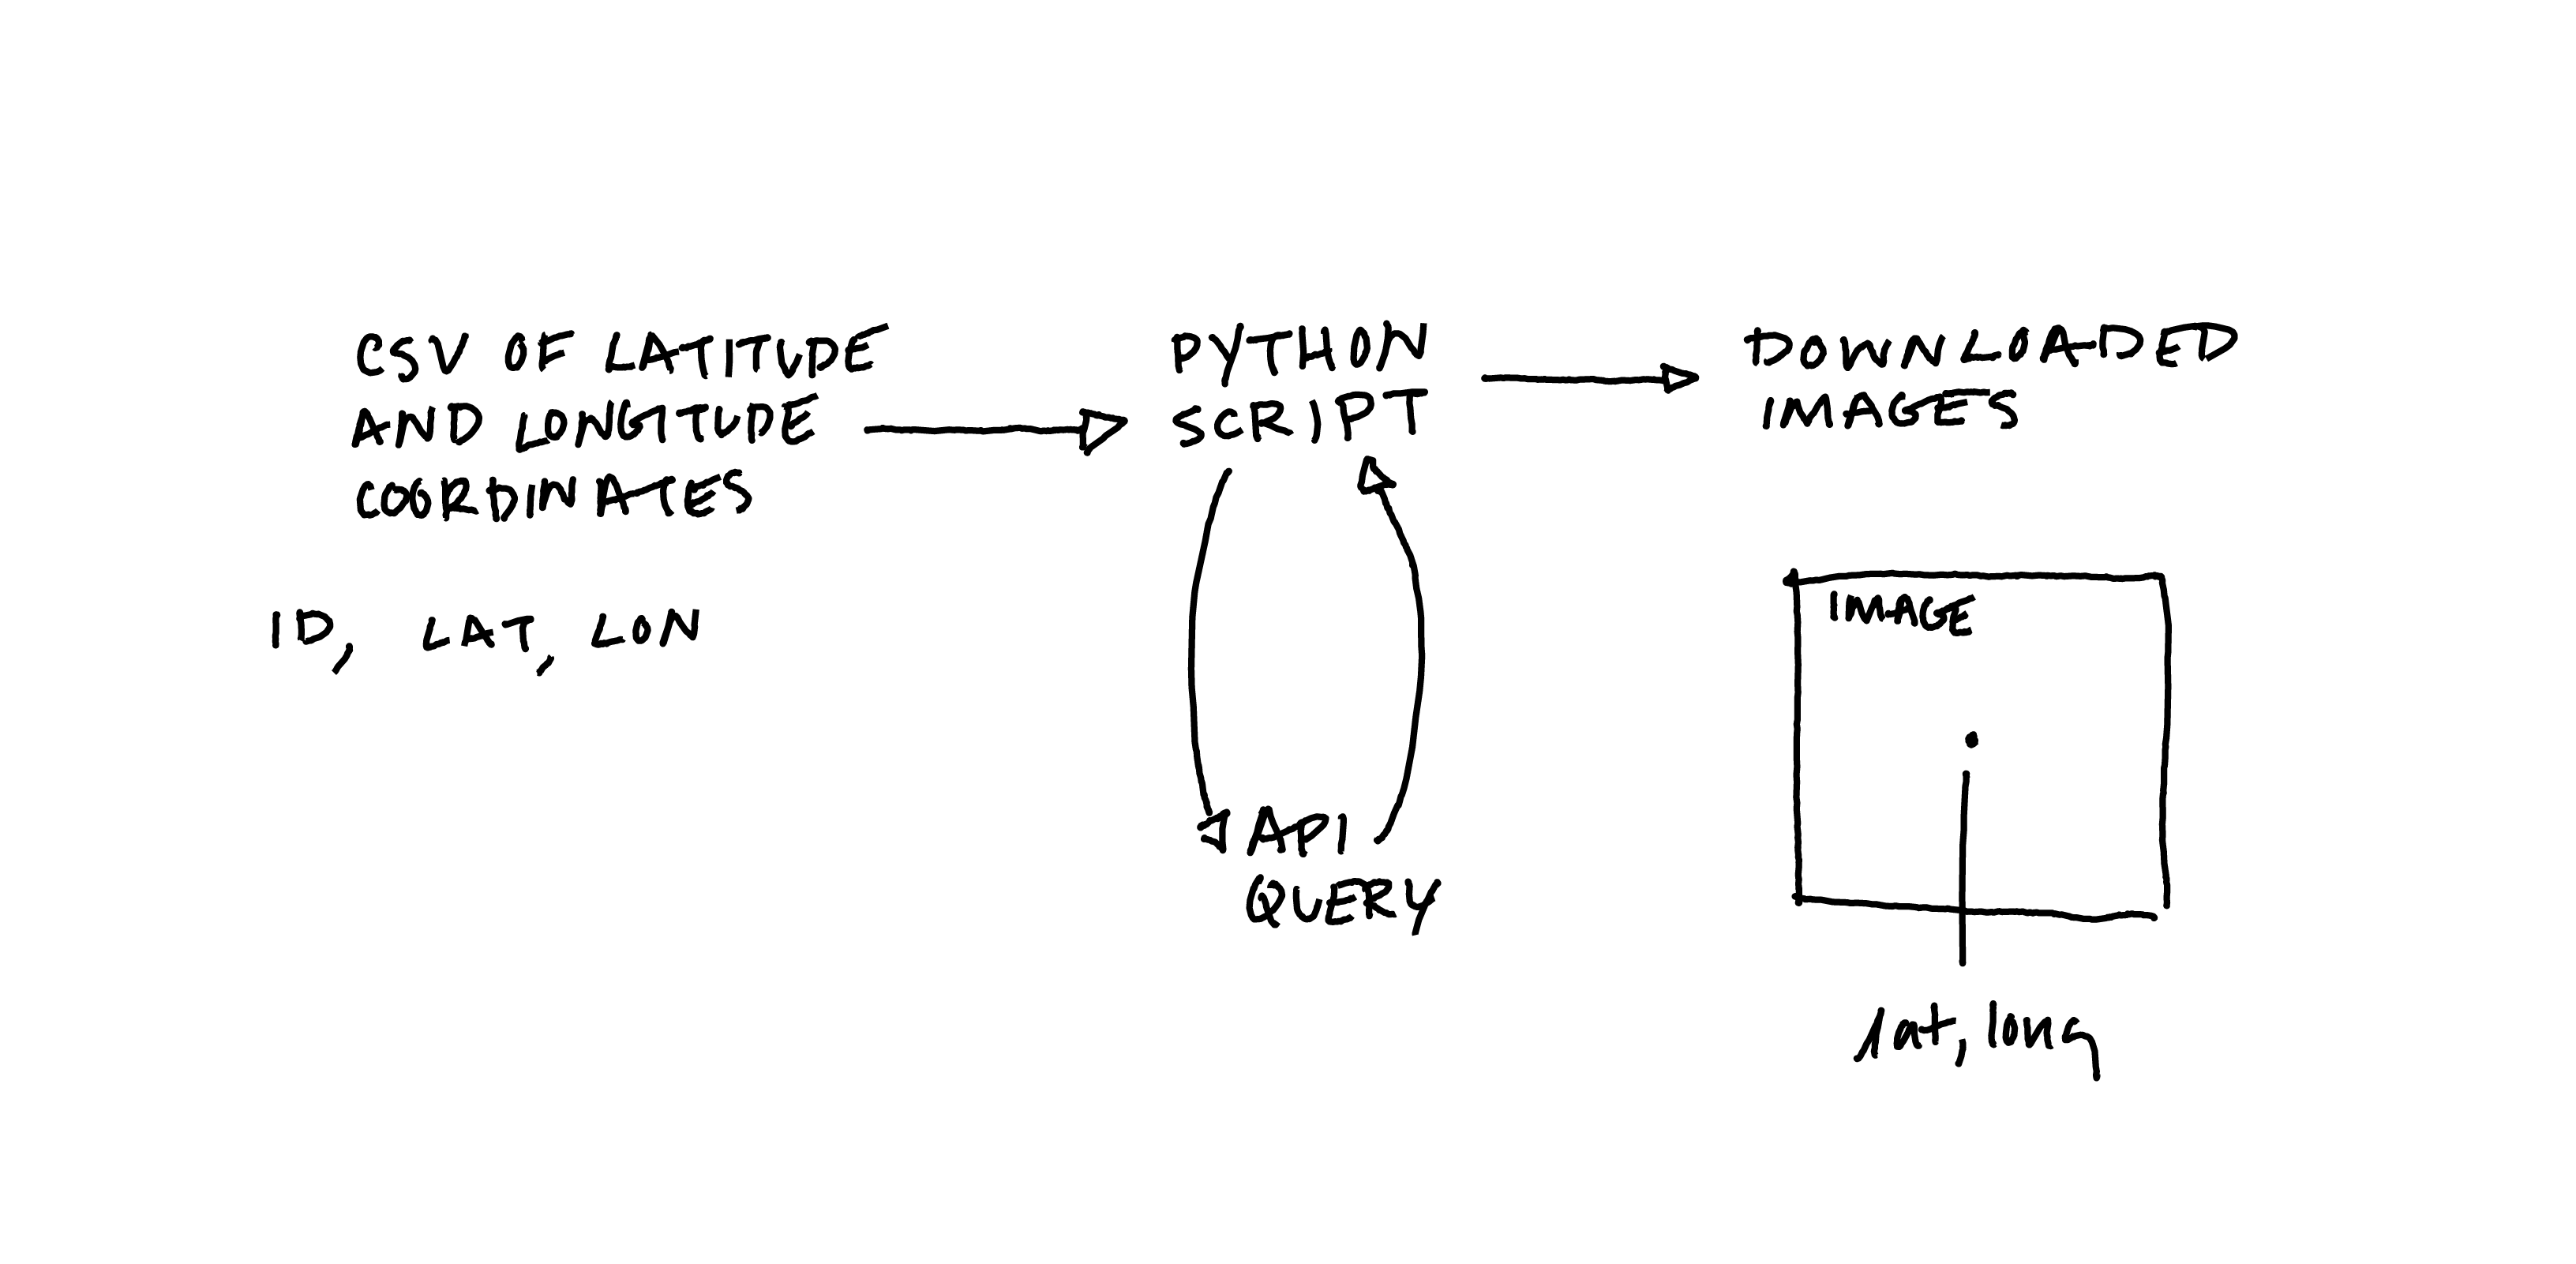 CSV OF LATITUDE
AND LONGITUDE
COORDINATES
ID, LAT, LON
PYTHON
SCRIPT
API
QUERY
DOWNLOADED
IMAGES
IMAGE
lat, long